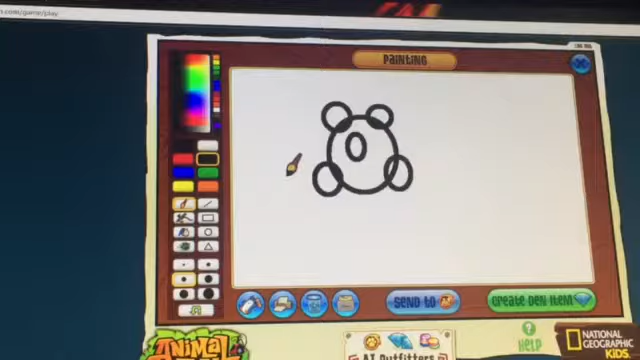 n.com/game/play
PAINTING
SEND TO
CREATE DEN ITEM
HELP
NATIONAL
GEOGRAPHIC
KiDS
ANIMAL
AJ Outfitters